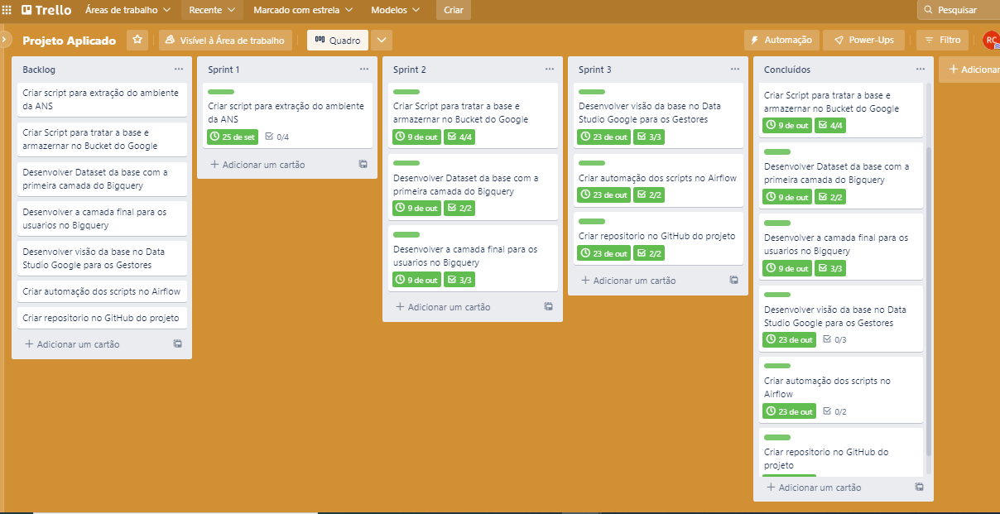 Trello
Áreas de trabalho
Recente
Marcado com estrela
Modelos
Criar
Pesquisar
Projeto Aplicado
Visível à Área de trabalho
Quadro
Automação
Power-Ups
Filtro
RC
Backlog
Criar script para extração do ambiente
da ANS
Criar Script para tratar a base e
armazernar no Bucket do Google
Desenvolver Dataset da base com a
primeira camada do Bigquery
Desenvolver a camada final para os
usuarios no Bigquery
Desenvolver visão da base no Data
Studio Google para os Gestores
Criar automação dos scripts no Airflow
Criar repositorio no GitHub do projeto
+ Adicionar um cartão
Sprint 1
Criar script para extração do ambiente
da ANS
25 de set 0/4
+ Adicionar um cartão
Sprint 2
Criar Script para tratar a base e
armazernar no Bucket do Google
9 de out 4/4
Desenvolver Dataset da base com a
primeira camada do Bigquery
9 de out 2/2
Desenvolver a camada final para os
usuarios no Bigquery
9 de out 3/3
+ Adicionar um cartão
Sprint 3
Desenvolver visão da base no Data
Studio Google para os Gestores
23 de out 3/3
Criar automação dos scripts no Airflow
23 de out 2/2
Criar repositorio no GitHub do projeto
23 de out 2/2
+ Adicionar um cartão
Concluídos
Criar Script para tratar a base e
armazernar no Bucket do Google
9 de out 4/4
Desenvolver Dataset da base com a
primeira camada do Bigquery
9 de out 2/2
Desenvolver a camada final para os
usuarios no Bigquery
9 de out 3/3
Desenvolver visão da base no Data
Studio Google para os Gestores
23 de out 0/3
Criar automação dos scripts no
Airflow
23 de out 0/2
Criar repositorio no GitHub do
projeto
+ Adicionar um cartão
+ Adicionar